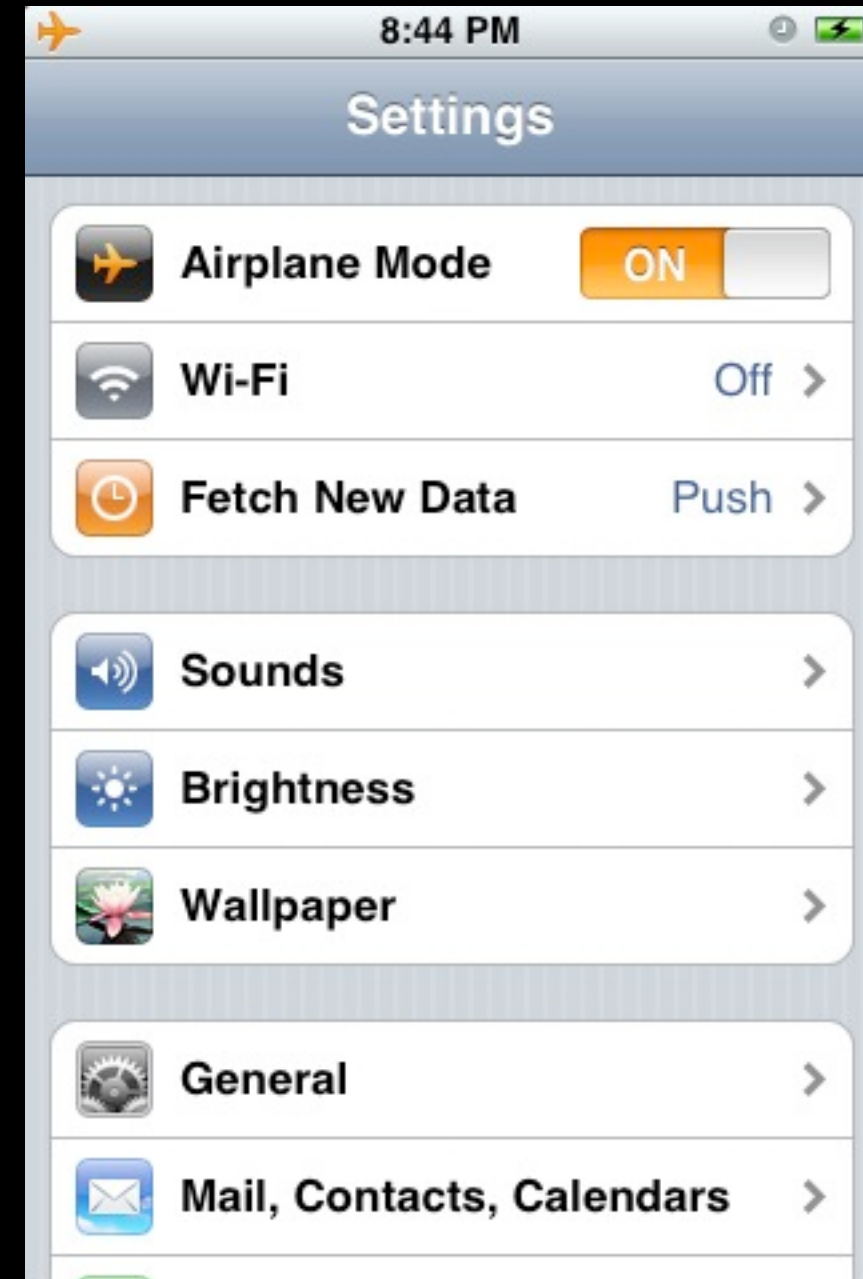 8:44 PM
Settings
Airplane Mode ON
Wi-Fi Off
Fetch New Data Push
Sounds
Brightness
Wallpaper
General
Mail, Contacts, Calendars